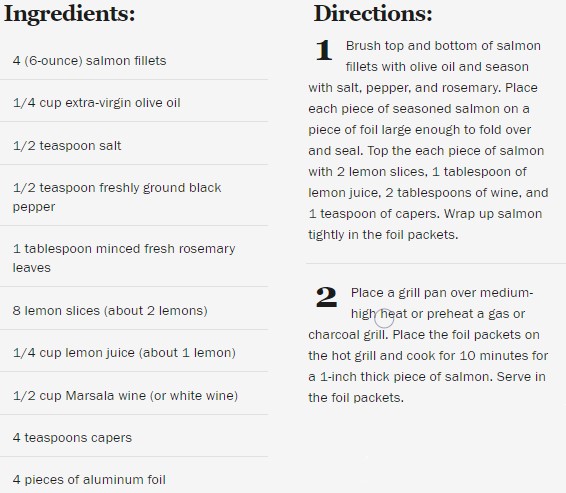 Ingredients:
4 (6-ounce) salmon fillets
1/4 cup extra-virgin olive oil
1/2 teaspoon salt
1/2 teaspoon freshly ground black
pepper
1 tablespoon minced fresh rosemary
leaves
8 lemon slices (about 2 lemons)
1/4 cup lemon juice (about 1 lemon)
1/2 cup Marsala wine (or white wine)
4 teaspoons capers
4 pieces of aluminum foil
Directions:
1 Brush top and bottom of salmon
fillets with olive oil and season
with salt, pepper, and rosemary. Place
each piece of seasoned salmon on a
piece of foil large enough to fold over
and seal. Top the each piece of salmon
with 2 lemon slices, 1 tablespoon of
lemon juice, 2 tablespoons of wine, and
1 teaspoon of capers. Wrap up salmon
tightly in the foil packets.
2 Place a grill pan over medium-
high heat or preheat a gas or
charcoal grill. Place the foil packets on
the hot grill and cook for 10 minutes for
a 1-inch thick piece of salmon. Serve in
the foil packets.